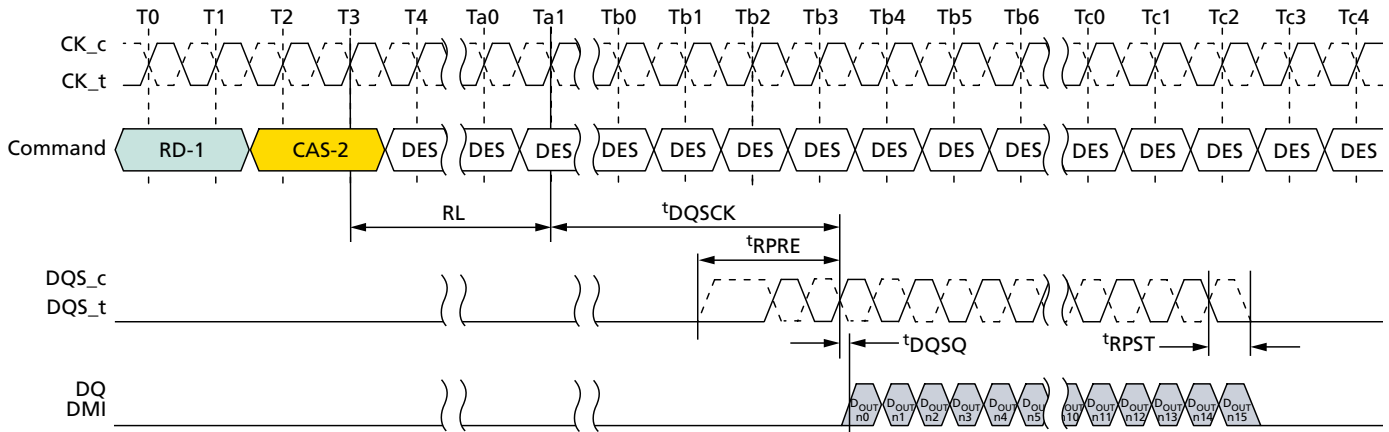 T0 T1 T2 T3 T4 Ta0 Ta1 Tb0 Tb1 Tb2 Tb3 Tb4 Tb5 Tb6 Tc0 Tc1 Tc2 Tc3 Tc4
CK_c
CK_t
Command RD-1 CAS-2 DES DES DES DES DES DES DES DES DES DES DES DES DES DES DES
RL tDQSCK
tRPRE
DQS_c
DQS_t
tDQSQ tRPST
DQ
DMI
DOUT n0 DOUT n1 DOUT n2 DOUT n3 DOUT n4 DOUT n5 DOUT n10 DOUT n11 DOUT n12 DOUT n13 DOUT n14 DOUT n15